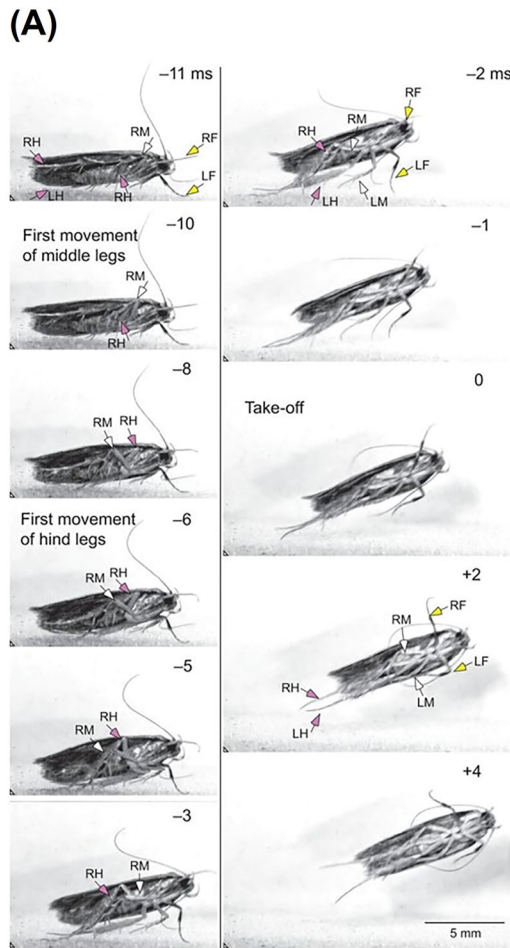 (A)
–11 ms
RM
RF
RH
LF
LH
RH
–10
First movement
of middle legs
RM
RH
–8
RM
RH
–6
First movement
of hind legs
RM
RH
–5
RH
RM
–3
RM
RH
–2 ms
RF
RM
RH
LF
LH
LM
–1
0
Take-off
+2
RF
RM
LF
RH
LM
LH
+4
5 mm